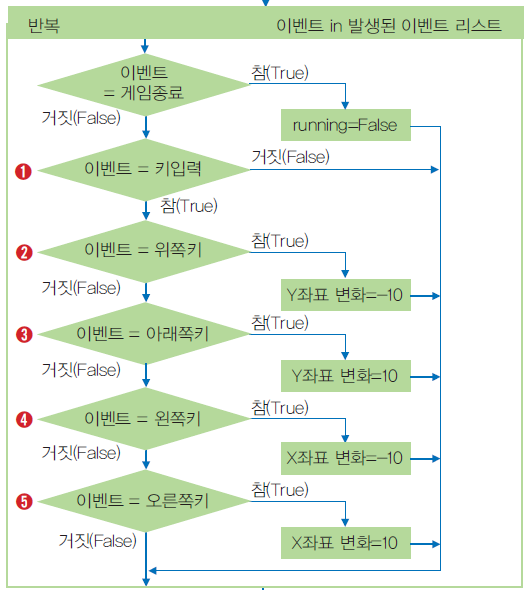 반복
이벤트 in 발생된 이벤트 리스트
이벤트
= 게임종료
참(True)
거짓(False)
running=False
❶
이벤트 = 키입력
거짓(False)
참(True)
❷
이벤트 = 위쪽키
참(True)
거짓(False)
Y좌표 변화=-10
❸
이벤트 = 아래쪽키
참(True)
거짓(False)
Y좌표 변화=10
❹
이벤트 = 왼쪽키
참(True)
거짓(False)
X좌표 변화=-10
❺
이벤트 = 오른쪽키
참(True)
거짓(False)
X좌표 변화=10